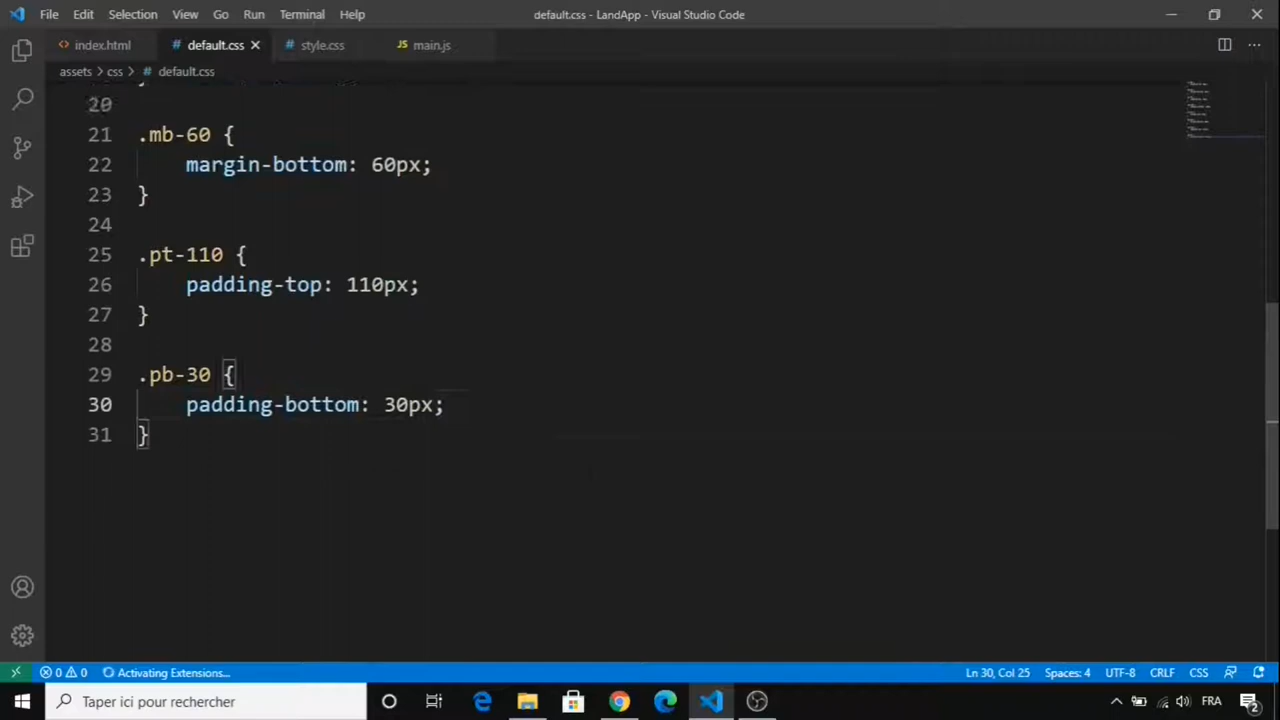 File Edit Selection View Go Run Terminal Help default.css - LandApp - Visual Studio Code
<> index.html # default.css # style.css JS main.js
assets > css > # default.css
20
21 .mb-60 {
22 margin-bottom: 60px;
23 }
24
25 .pt-110 {
26 padding-top: 110px;
27 }
28
29 .pb-30 {
30 padding-bottom: 30px;
31 }
0 0 Activating Extensions... Ln 30, Col 25 Spaces: 4 UTF-8 CRLF CSS
Taper ici pour rechercher FRA 2